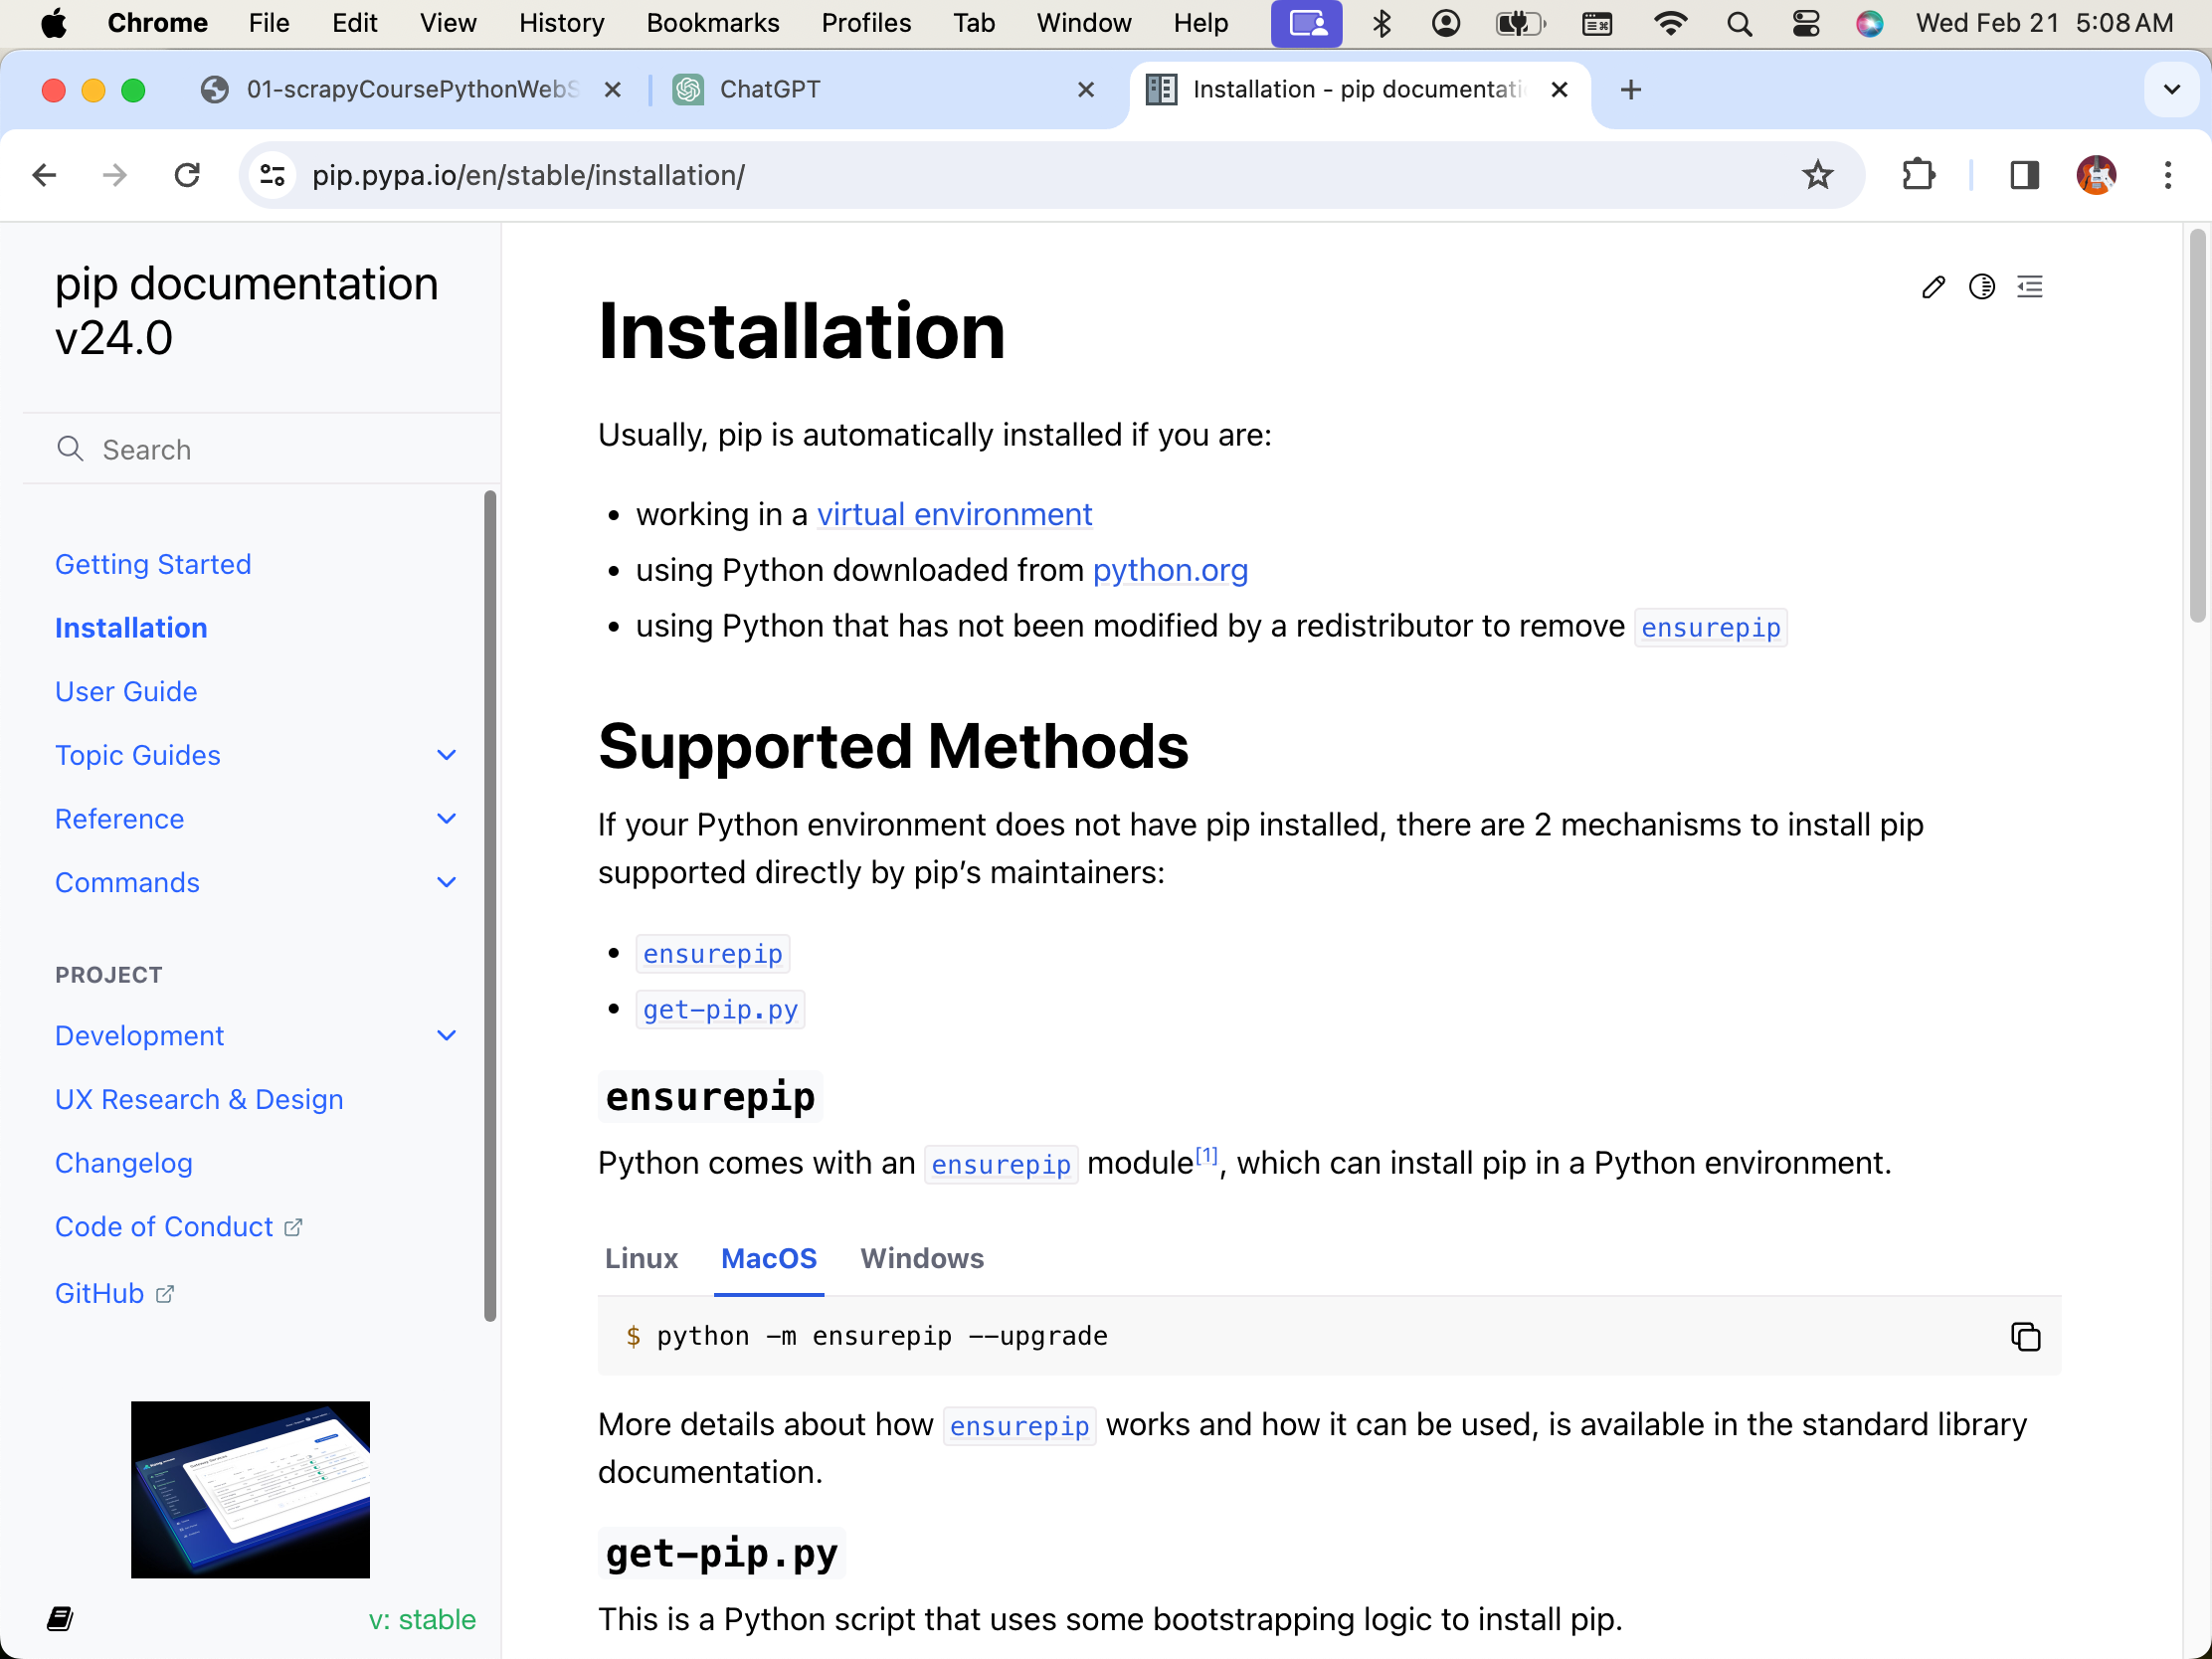 Chrome File Edit View History Bookmarks Profiles Tab Window Help Wed Feb 21 5:08 AM
01-scrapyCoursePythonWebS ChatGPT Installation - pip documentati
pip.pypa.io/en/stable/installation/
pip documentation
v24.0
Search
Getting Started
Installation
User Guide
Topic Guides
Reference
Commands
PROJECT
Development
UX Research & Design
Changelog
Code of Conduct
GitHub
v: stable
Installation
Usually, pip is automatically installed if you are:
• working in a virtual environment
• using Python downloaded from python.org
• using Python that has not been modified by a redistributor to remove ensurepip
Supported Methods
If your Python environment does not have pip installed, there are 2 mechanisms to install pip
supported directly by pip’s maintainers:
• ensurepip
• get-pip.py
ensurepip
Python comes with an ensurepip module[1], which can install pip in a Python environment.
Linux MacOS Windows
$ python -m ensurepip --upgrade
More details about how ensurepip works and how it can be used, is available in the standard library
documentation.
get-pip.py
This is a Python script that uses some bootstrapping logic to install pip.